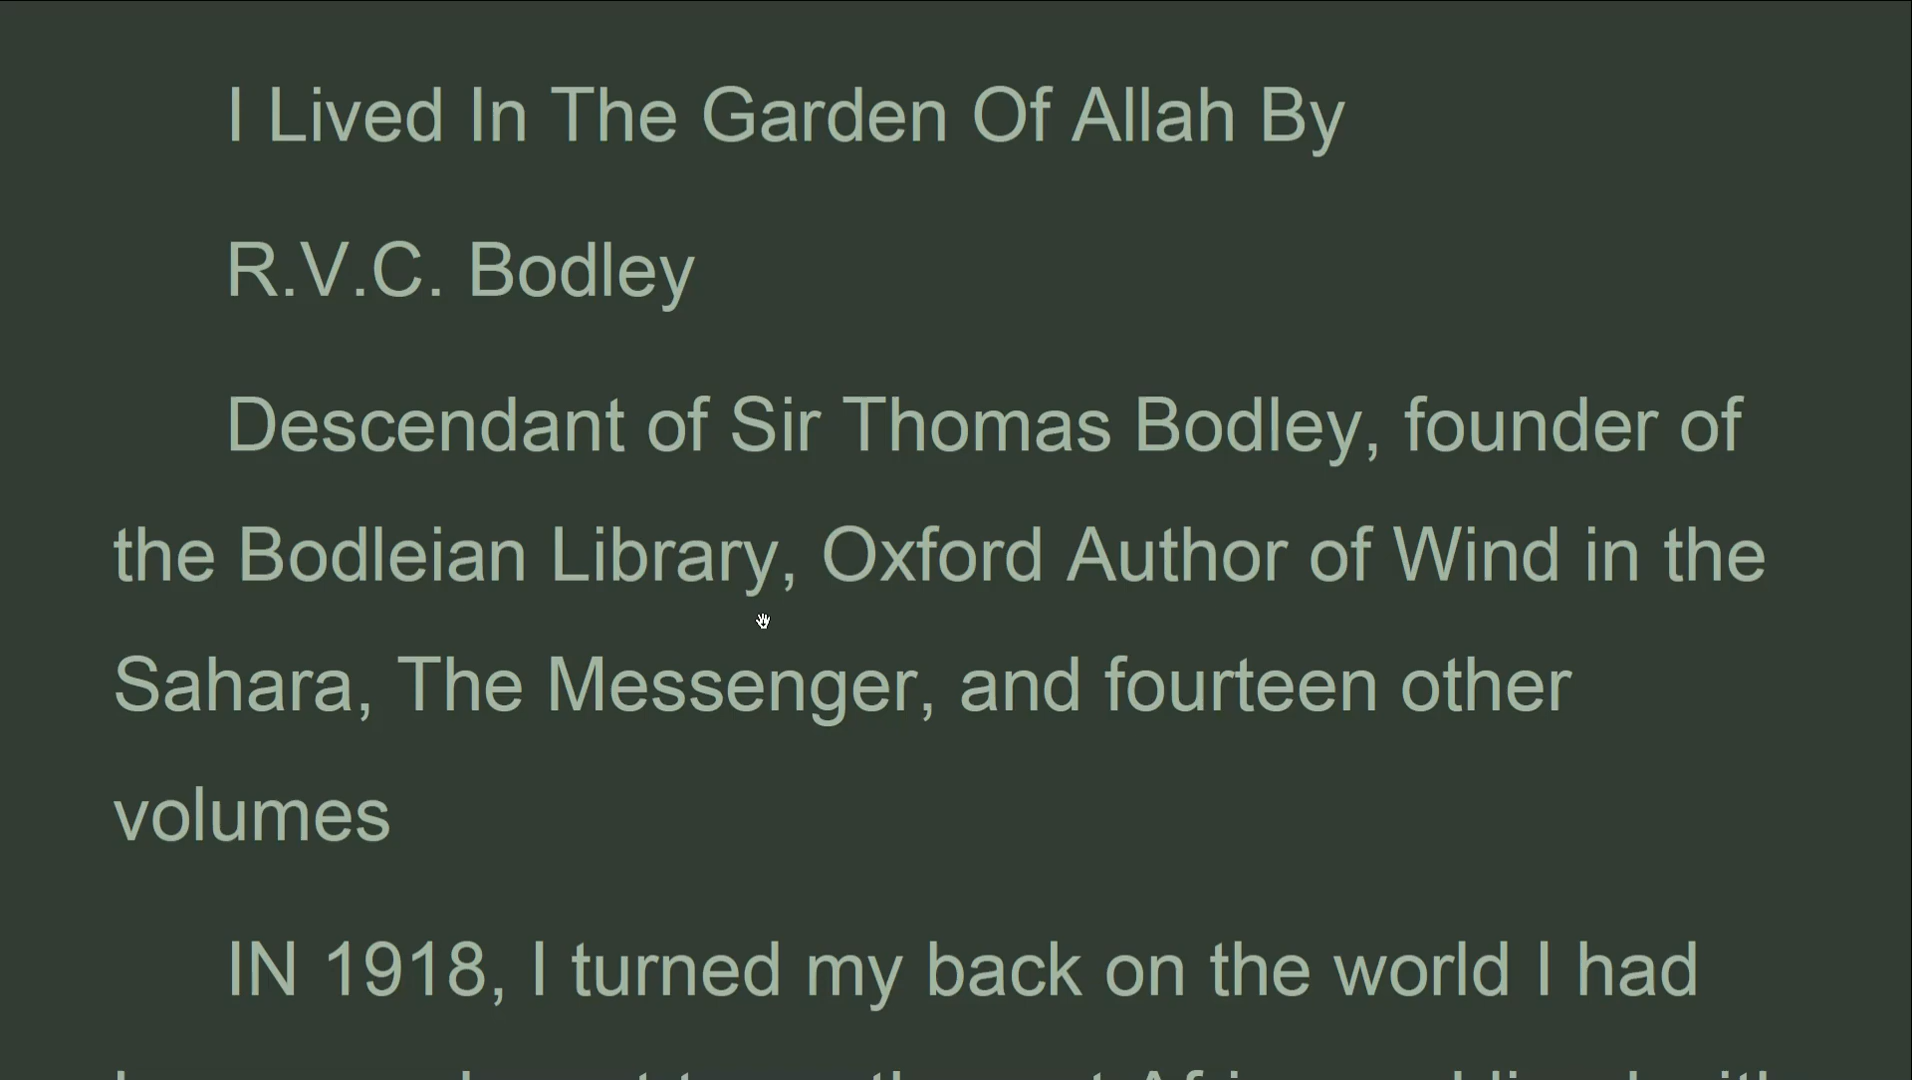 I Lived In The Garden Of Allah By
R.V.C. Bodley
Descendant of Sir Thomas Bodley, founder of
the Bodleian Library, Oxford Author of Wind in the
Sahara, The Messenger, and fourteen other
volumes
IN 1918, I turned my back on the world I had